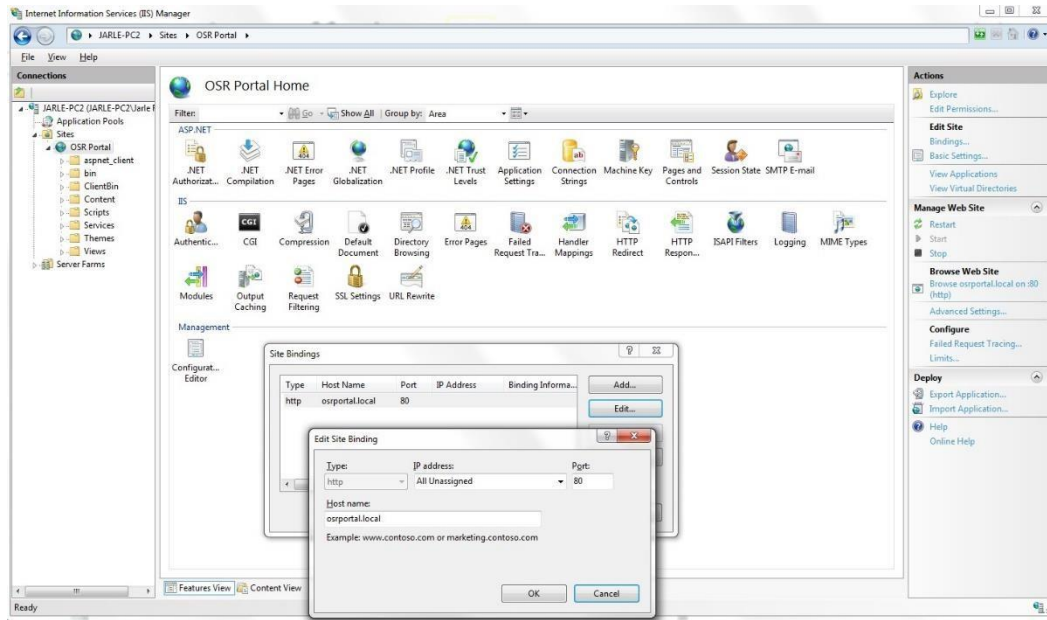 Internet Information Services (IIS) Manager
JARLE-PC2 Sites OSR Portal
File View Help
Connections
JARLE-PC2 (JARLE-PC2\Jarle
Application Pools
Sites
OSR Portal
aspnet_client
bin
ClientBin
Content
Scripts
Services
Themes
Views
Server Farms
OSR Portal Home
Filter: Go Show All Group by: Area
ASP.NET
.NET Authorizat...
.NET Compilation
.NET Error Pages
.NET Globalization
.NET Profile
.NET Trust Levels
Application Settings
Connection Strings
Machine Key
Pages and Controls
Session State
SMTP E-mail
IIS
Authentic...
CGI
Compression
Default Document
Directory Browsing
Error Pages
Failed Request Tra...
Handler Mappings
HTTP Redirect
HTTP Respon...
ISAPI Filters
Logging
MIME Types
Modules
Output Caching
Request Filtering
SSL Settings
URL Rewrite
Management
Configurat... Editor
Site Bindings
Type Host Name Port IP Address Binding Informa...
http osrportal.local 80
Add...
Edit...
Edit Site Binding
Type: IP address: Port:
http All Unassigned 80
Host name:
osrportal.local
Example: www.contoso.com or marketing.contoso.com
OK Cancel
Features View Content View
Ready
Actions
Explore
Edit Permissions...
Edit Site
Bindings...
Basic Settings...
View Applications
View Virtual Directories
Manage Web Site
Restart
Start
Stop
Browse Web Site
Browse osrportal.local on :80 (http)
Advanced Settings...
Configure
Failed Request Tracing...
Limits...
Deploy
Export Application...
Import Application...
Help
Online Help